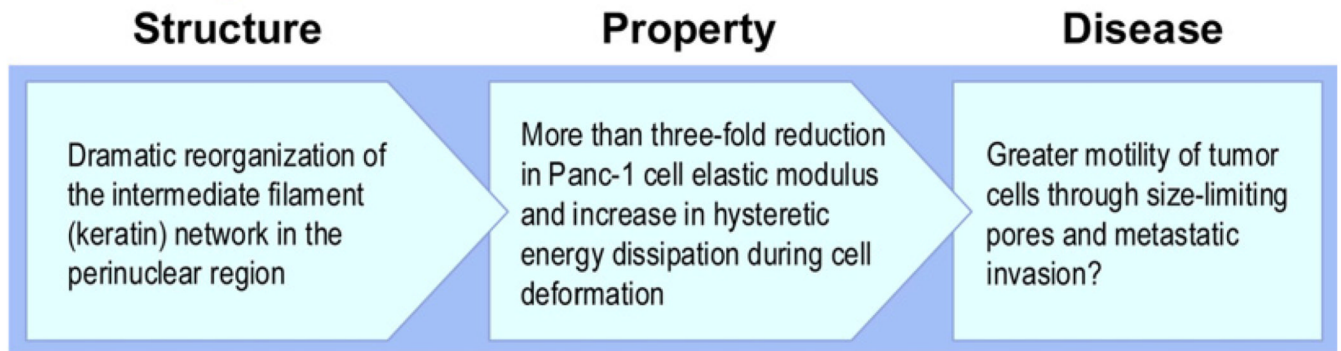 Structure
Property
Disease
Dramatic reorganization of
the intermediate filament
(keratin) network in the
perinuclear region
More than three-fold reduction
in Panc-1 cell elastic modulus
and increase in hysteretic
energy dissipation during cell
deformation
Greater motility of tumor
cells through size-limiting
pores and metastatic
invasion?